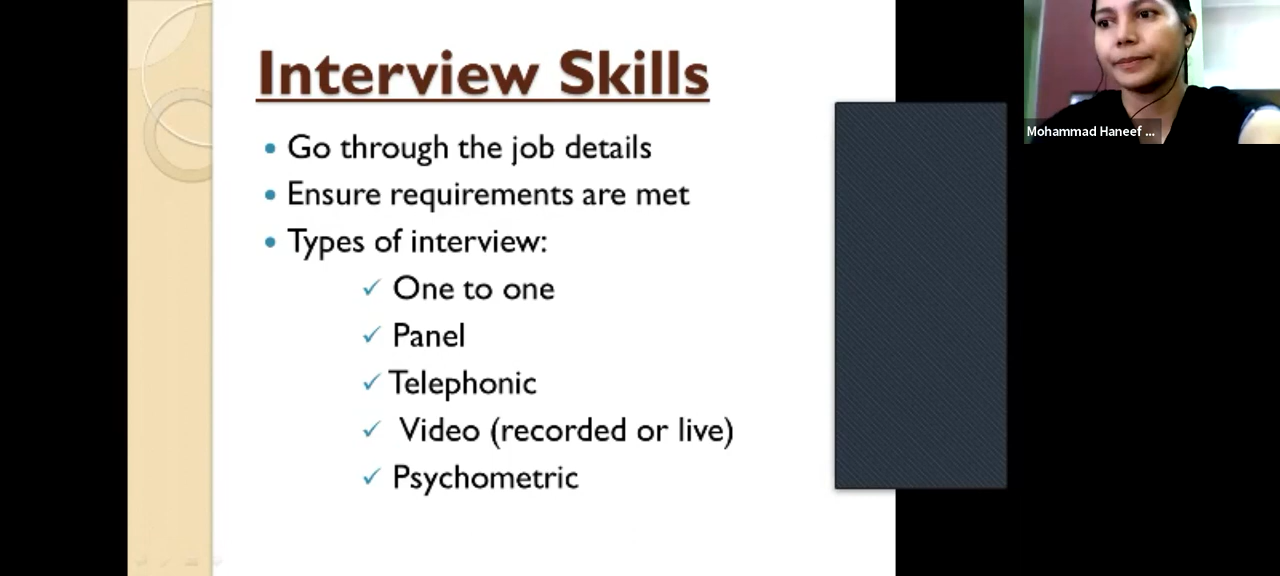 Interview Skills
Go through the job details
Ensure requirements are met
Types of interview:
One to one
Panel
Telephonic
Video (recorded or live)
Psychometric
Mohammad Haneef ...